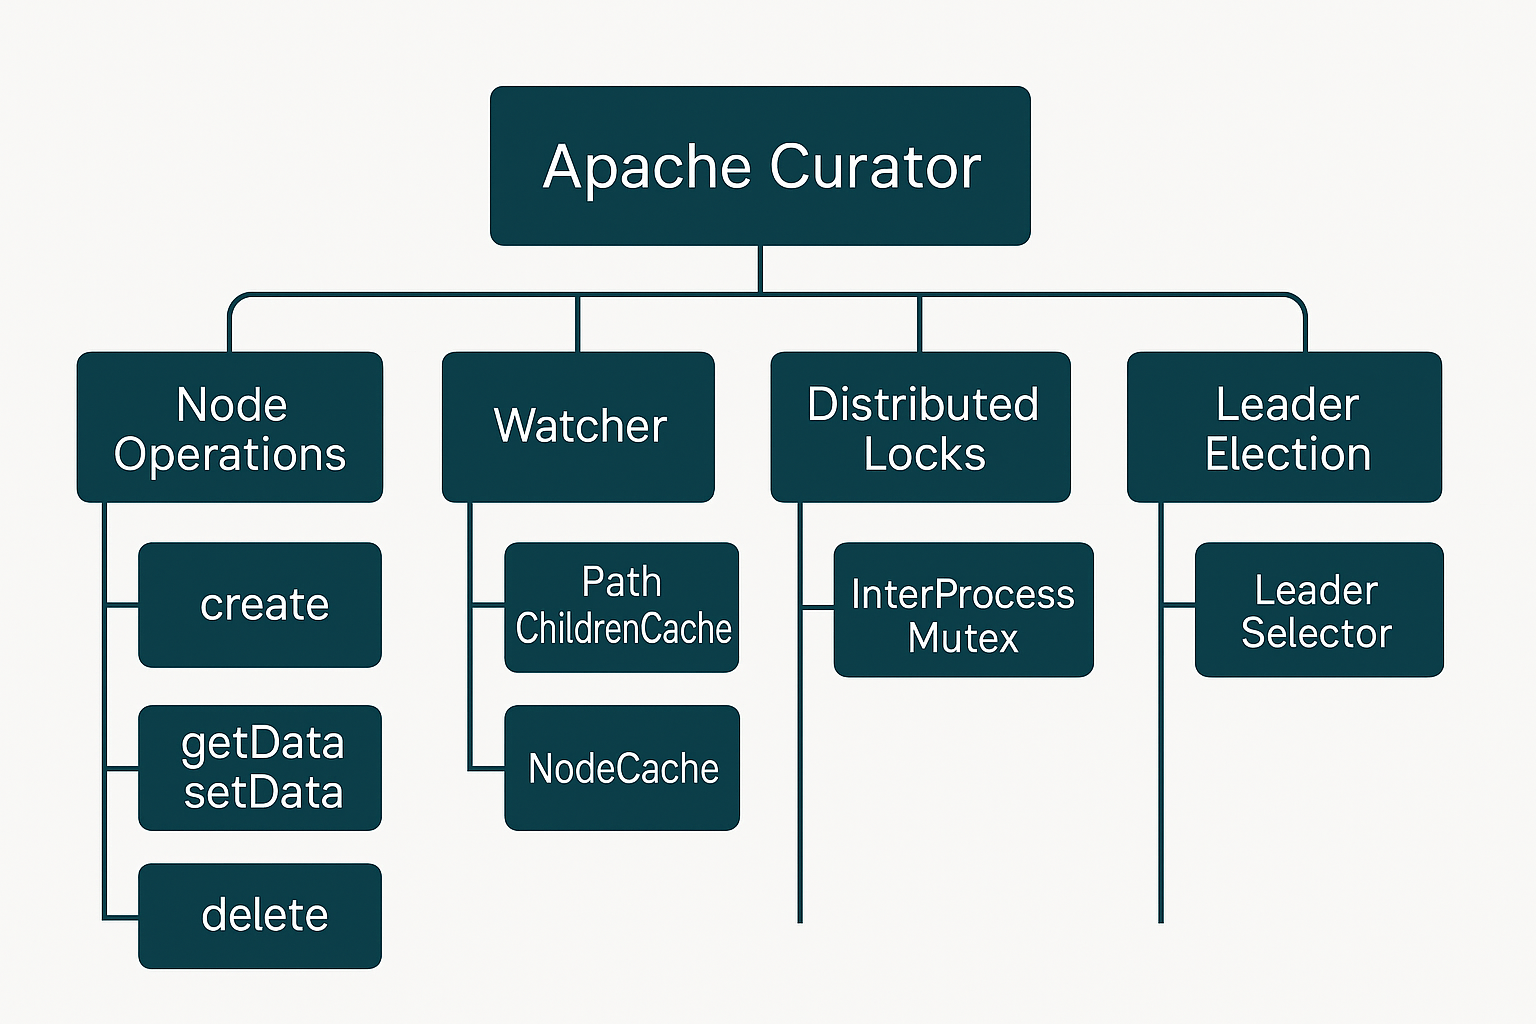 Apache Curator
Node
Operations
create
getData
setData
delete
Watcher
Path
ChildrenCache
NodeCache
Distributed
Locks
InterProcess
Mutex
Leader
Election
Leader
Selector